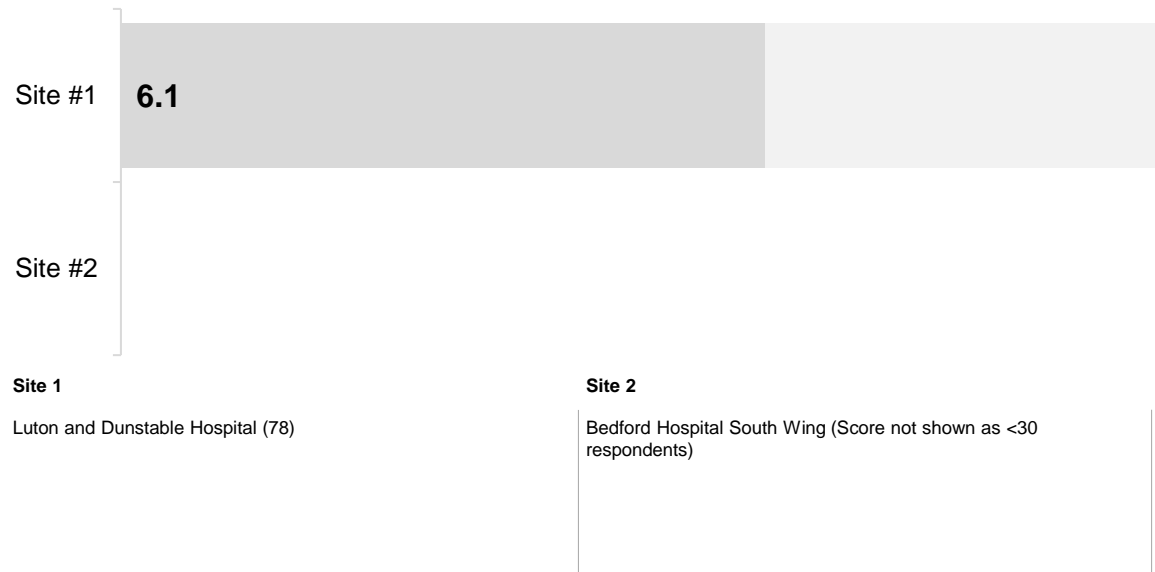 Site #1
6.1
Site #2
Site 1
Site 2
Luton and Dunstable Hospital (78)
Bedford Hospital South Wing (Score not shown as <30
respondents)